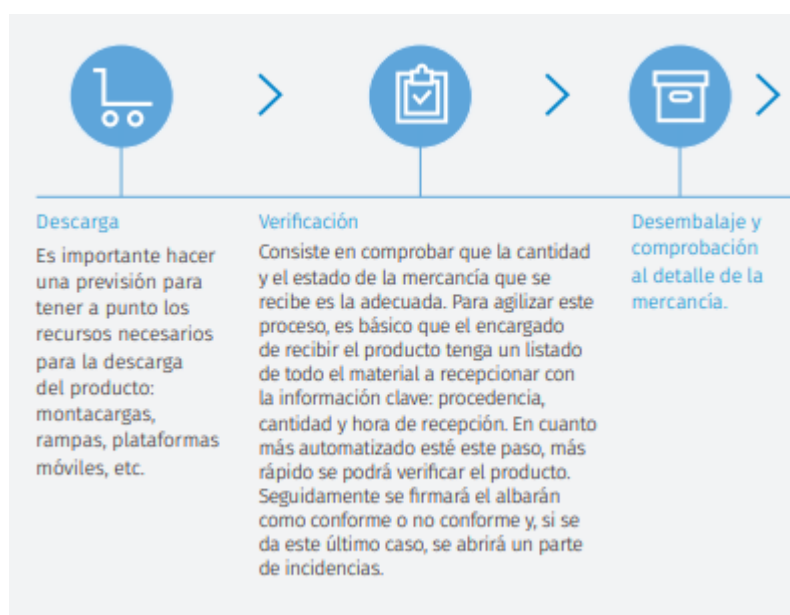 Descarga
Es importante hacer
una previsión para
tener a punto los
recursos necesarios
para la descarga
del producto:
montacargas,
rampas, plataformas
móviles, etc.
Verificación
Consiste en comprobar que la cantidad
y el estado de la mercancía que se
recibe es la adecuada. Para agilizar este
proceso, es básico que el encargado
de recibir el producto tenga un listado
de todo el material a recepcionar con
la información clave: procedencia,
cantidad y hora de recepción. En cuanto
más automatizado esté este paso, más
rápido se podrá verificar el producto.
Seguidamente se firmará el albarán
como conforme o no conforme y, si se
da este último caso, se abrirá un parte
de incidencias.
Desembalaje y
comprobación
al detalle de la
mercancía.